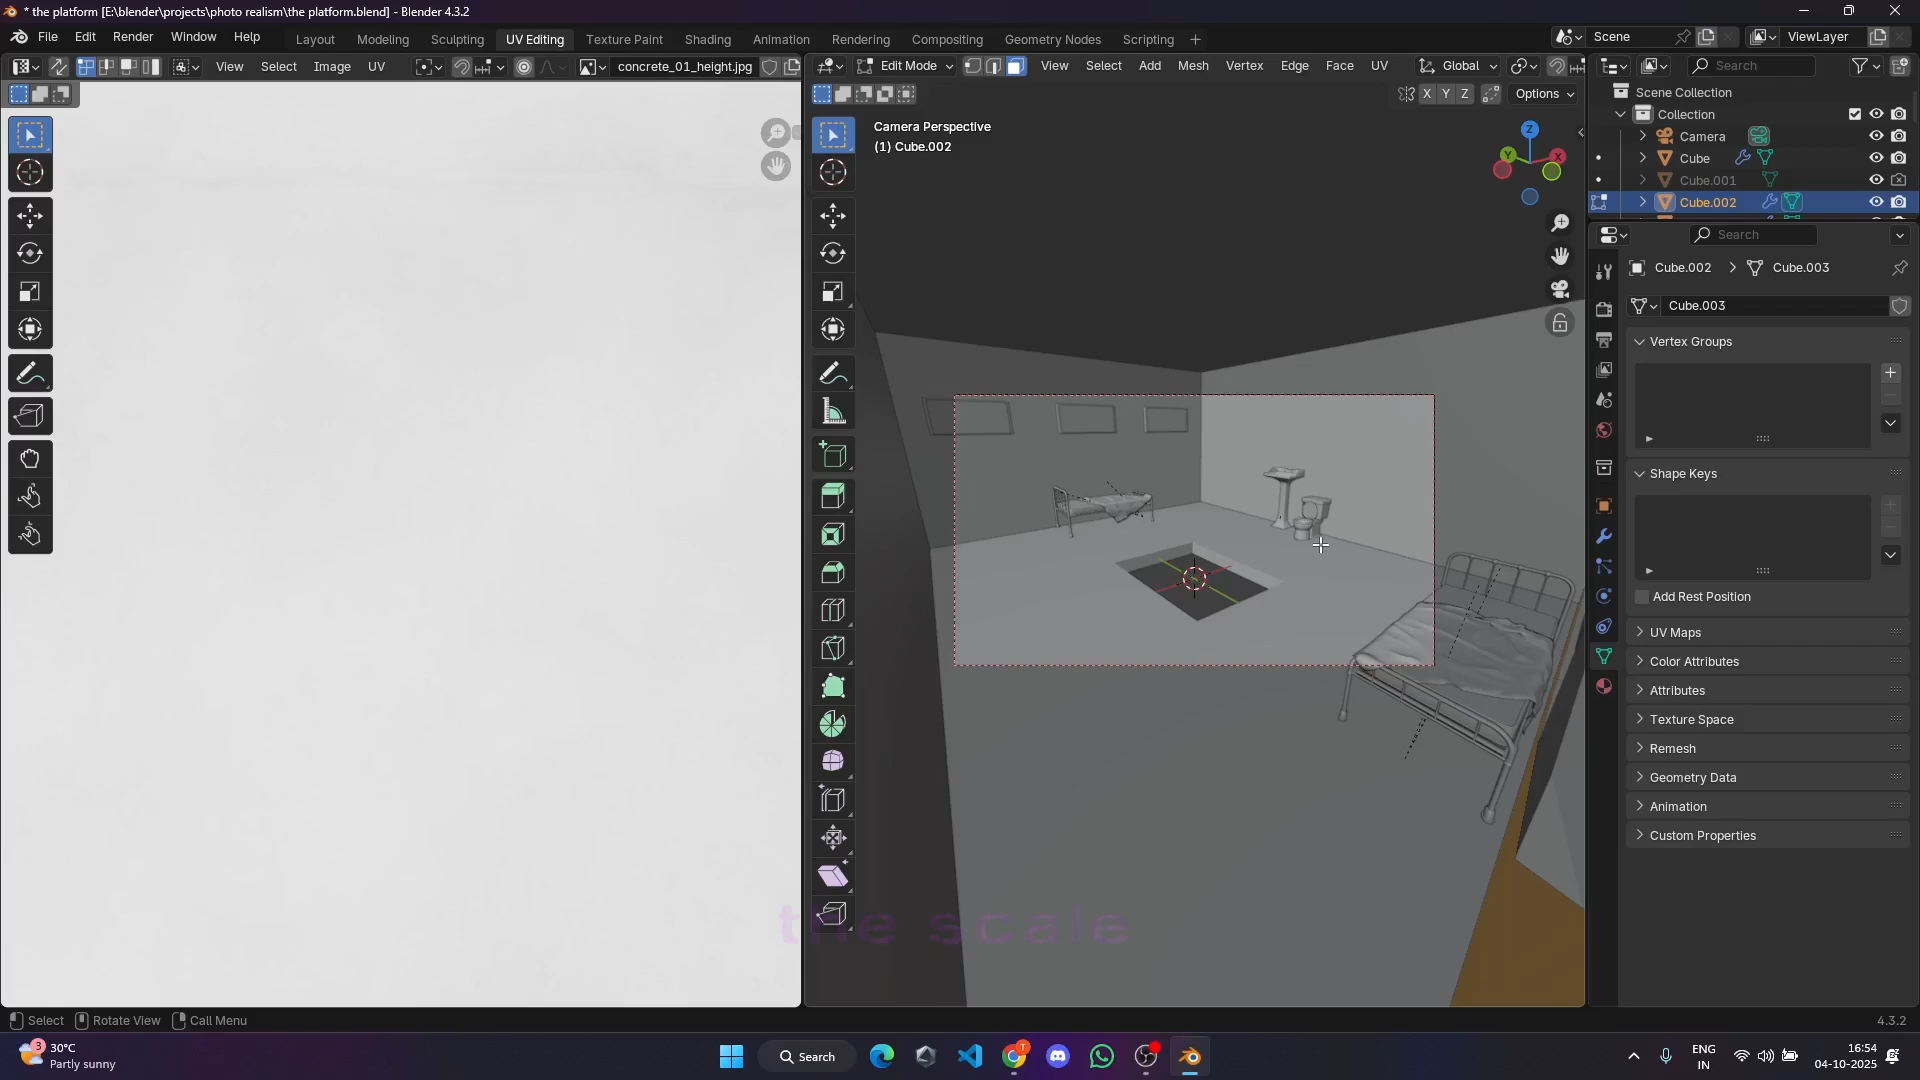 * the platform [E:\blender\projects\photo realism\the platform.blend] - Blender 4.3.2
File Edit Render Window Help Layout Modeling Sculpting UV Editing Texture Paint Shading Animation Rendering Compositing Geometry Nodes Scripting + Scene ViewLayer
View Select Image UV concrete_01_height.jpg
Edit Mode View Select Add Mesh Vertex Edge Face UV Global
X Y Z Options
Camera Perspective
(1) Cube.002
Z
Y
X
Search
Scene Collection
Collection
Camera
Cube
Cube.001
Cube.002
Search
Cube.002 > Cube.003
Cube.003
Vertex Groups
Shape Keys
Add Rest Position
UV Maps
Color Attributes
Attributes
Texture Space
Remesh
Geometry Data
Animation
Custom Properties
the scale
Select Rotate View Call Menu
4.3.2
3
30°C
Partly sunny
Search
T
ENG
IN
16:54
04-10-2025